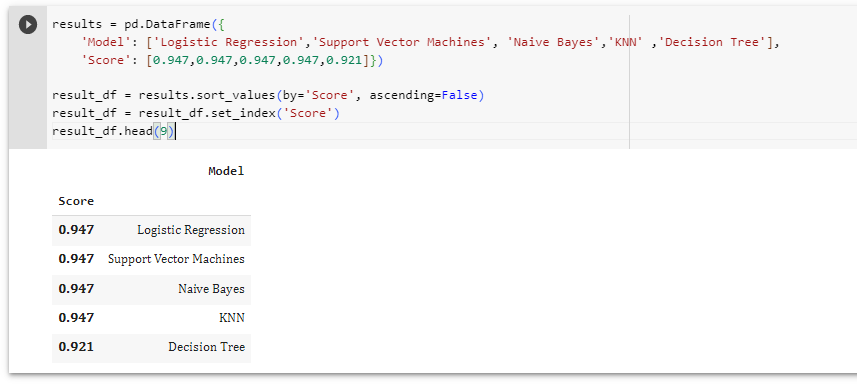 results = pd.DataFrame({
    'Model': ['Logistic Regression','Support Vector Machines', 'Naive Bayes','KNN' ,'Decision Tree'],
    'Score': [0.947,0.947,0.947,0.947,0.921]})

result_df = results.sort_values(by='Score', ascending=False)
result_df = result_df.set_index('Score')
result_df.head(9)
Model
Score
0.947 Logistic Regression
0.947 Support Vector Machines
0.947 Naive Bayes
0.947 KNN
0.921 Decision Tree